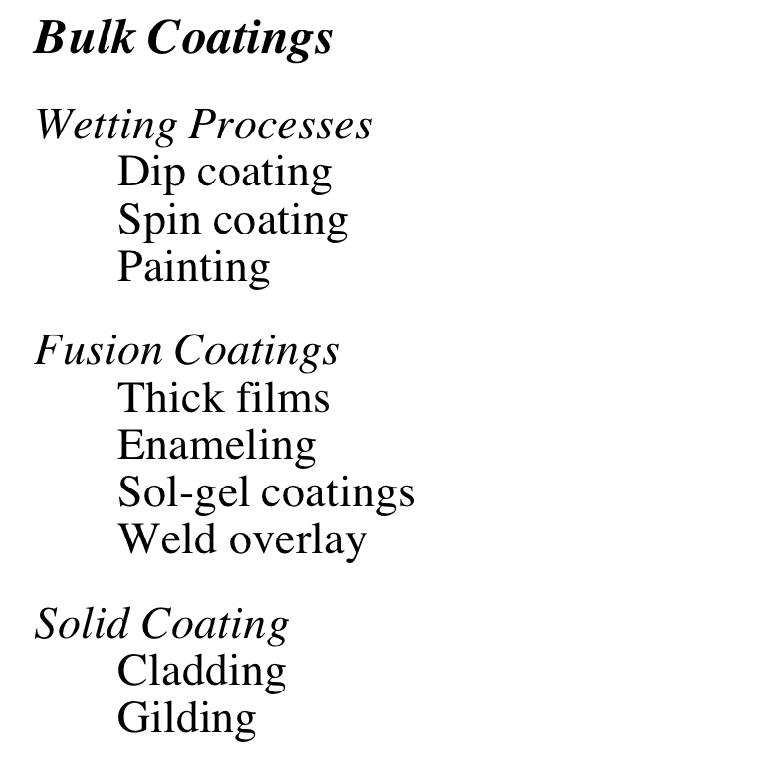 Bulk Coatings
Wetting Processes
Dip coating
Spin coating
Painting
Fusion Coatings
Thick films
Enameling
Sol-gel coatings
Weld overlay
Solid Coating
Cladding
Gilding